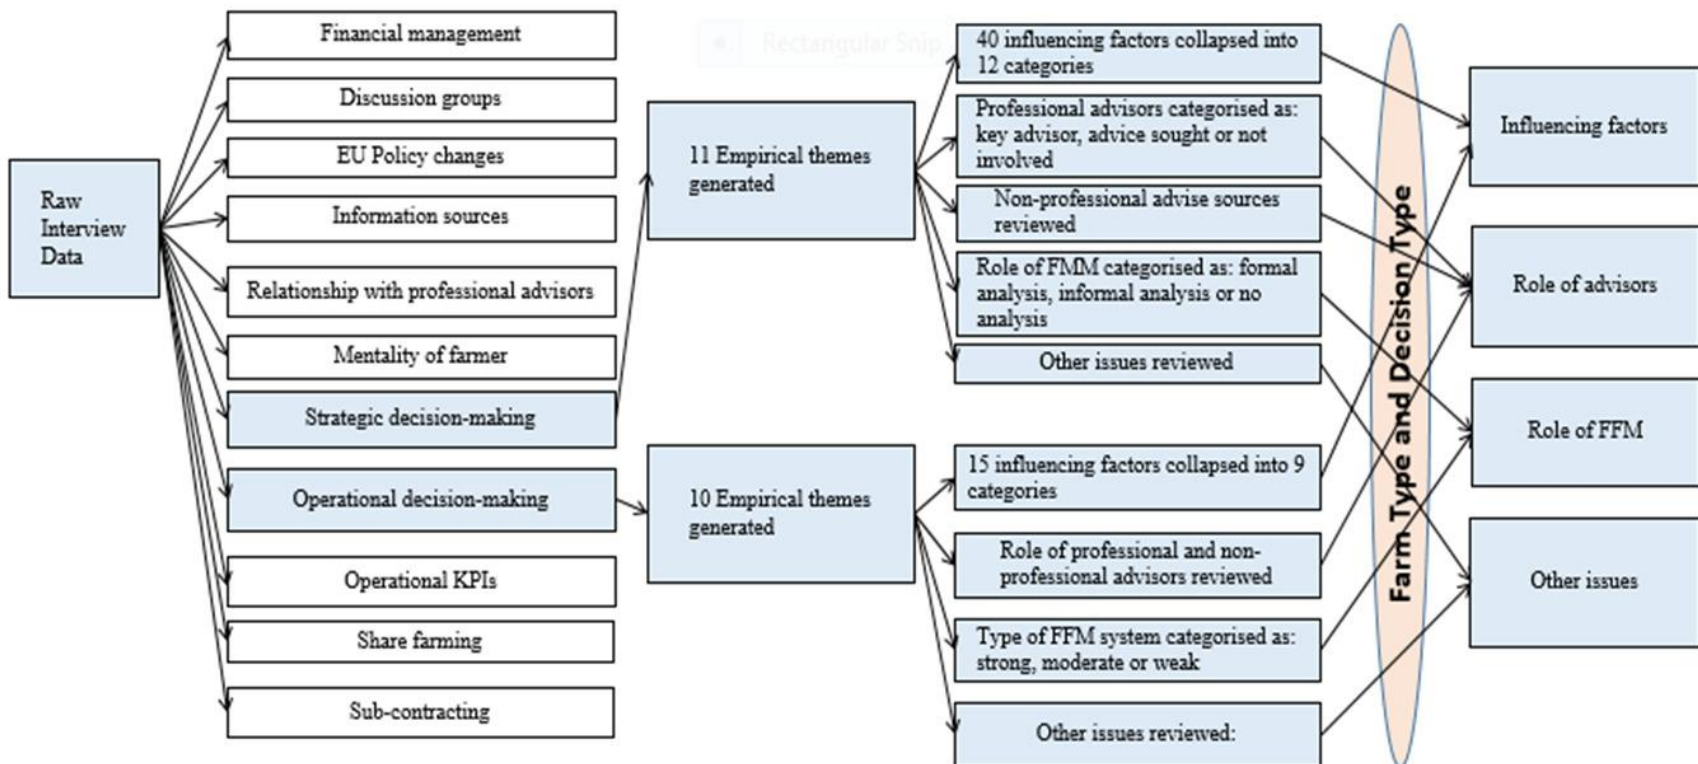 Raw
Interview
Data
Financial management
Discussion groups
EU Policy changes
Information sources
Relationship with professional advisors
Mentality of farmer
Strategic decision-making
Operational decision-making
Operational KPIs
Share farming
Sub-contracting
Rectangular Snip
11 Empirical themes
generated
10 Empirical themes
generated
40 influencing factors collapsed into
12 categories
Professional advisors categorised as:
key advisor, advice sought or not
involved
Non-professional advise sources
reviewed
Role of FMM categorised as: formal
analysis, informal analysis or no
analysis
Other issues reviewed
15 influencing factors collapsed into 9
categories
Role of professional and non-
professional advisors reviewed
Type of FFM system categorised as:
strong, moderate or weak
Other issues reviewed:
Farm Type and Decision Type
Influencing factors
Role of advisors
Role of FFM
Other issues